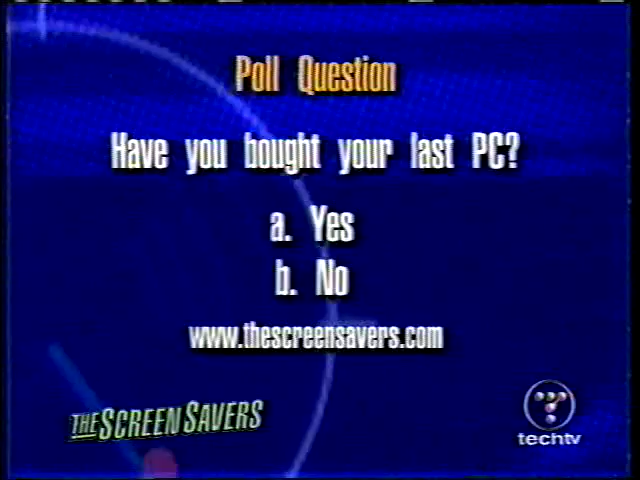 Poll Question
Have you bought your last PC?
a. Yes
b. No
www.thescreensavers.com
THE SCREEN SAVERS
techtv